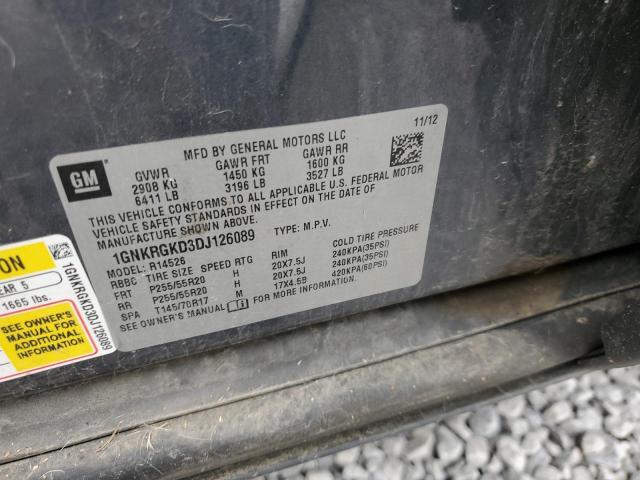 MFD BY GENERAL MOTORS LLC 11/12
GM
GVWR GAWR FRT GAWR RR
2908 KG 1450 KG 1600 KG
6411 LB 3196 LB 3527 LB
THIS VEHICLE CONFORMS TO ALL APPLICABLE U.S. FEDERAL MOTOR
VEHICLE SAFETY STANDARDS IN EFFECT ON THE DATE OF
MANUFACTURE SHOWN ABOVE.
1GNKRGKD3DJ126089 TYPE: M.P.V.
MODEL: R14526
RBBC TIRE SIZE SPEED RTG RIM COLD TIRE PRESSURE
FRT P255/55R20 H 20X7.5J 240KPA(35PSI)
RR P255/55R20 H 20X7.5J 240KPA(35PSI)
SPA T145/70R17 M 17X4.5B 420KPA(60PSI)
SEE OWNER'S MANUAL FOR MORE INFORMATION.
ION
EAR 5
1665 lbs.
SEE OWNER'S
MANUAL FOR
ADDITIONAL
INFORMATION
1GNKRGKD3DJ126089